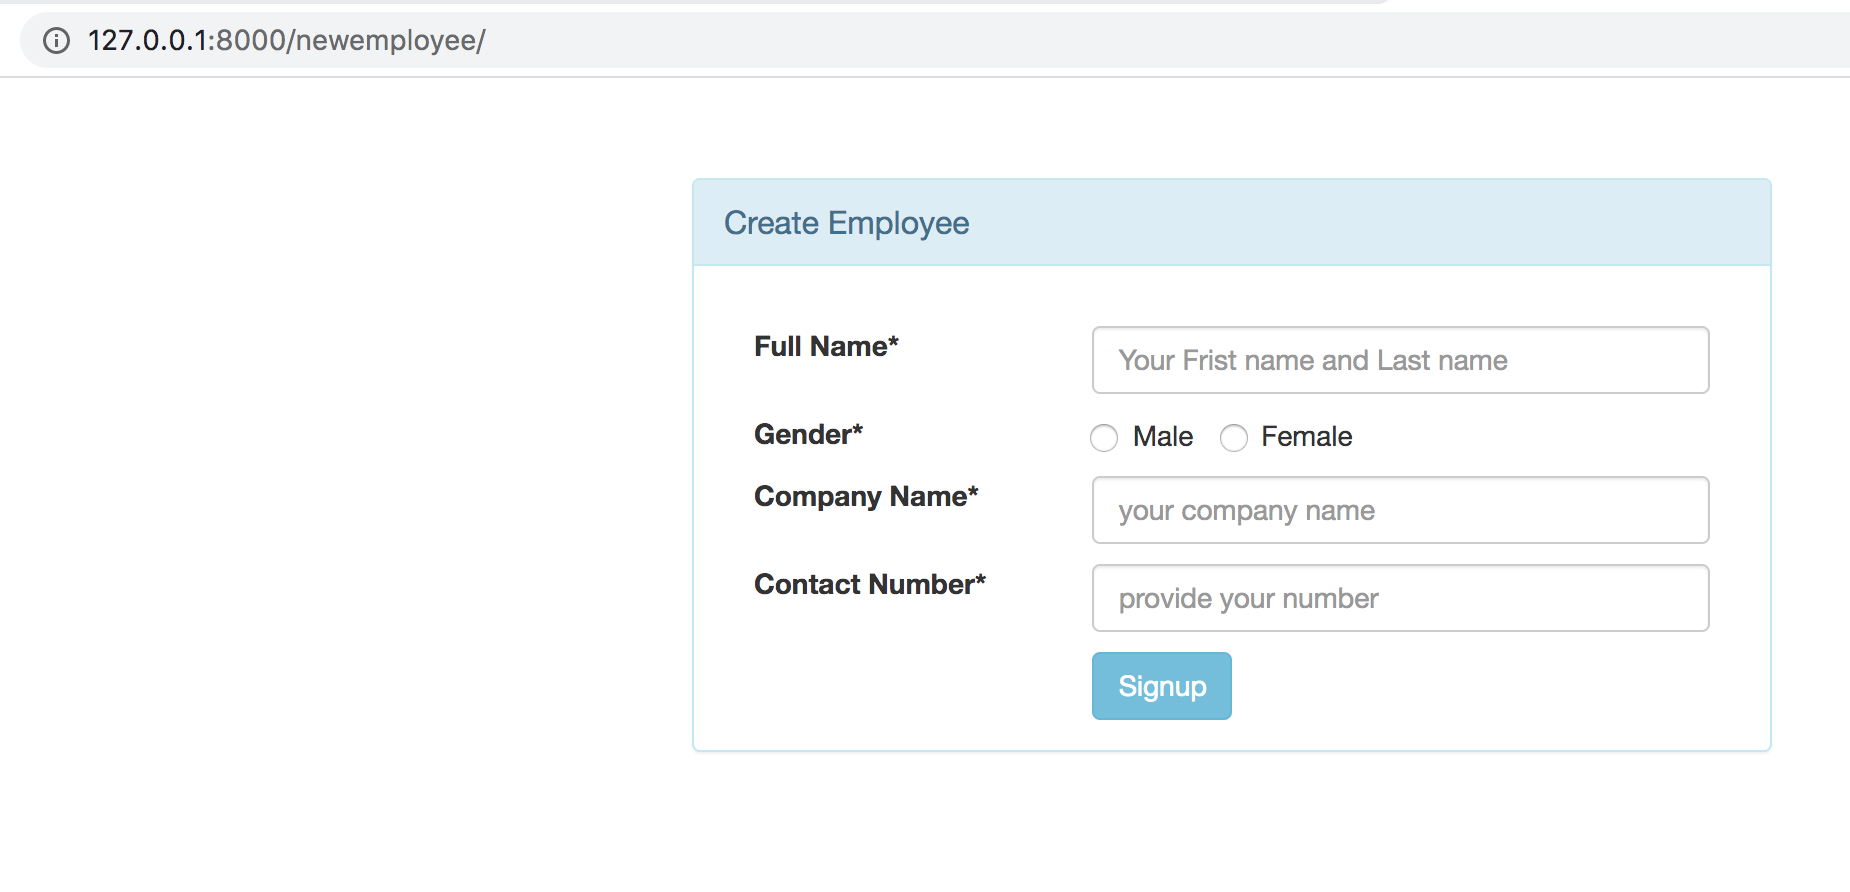 127.0.0.1:8000/newemployee/
Create Employee
Full Name*
Your Frist name and Last name
Gender*
Male Female
Company Name*
your company name
Contact Number*
provide your number
Signup